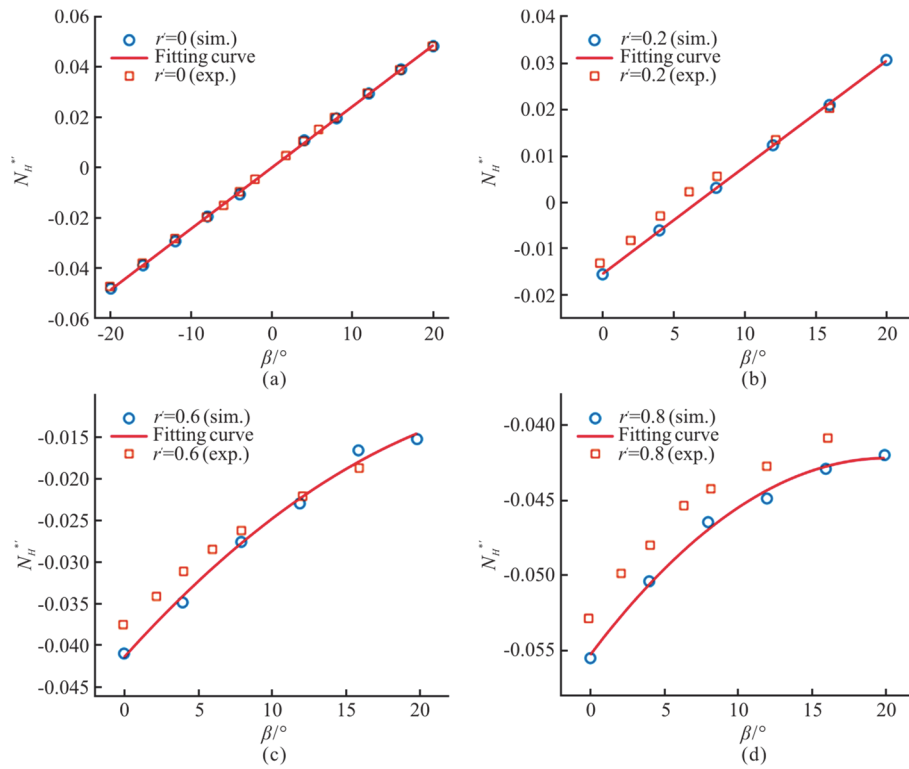 0.06
0.04
0.02
0
-0.02
-0.04
-0.06
N_H*'
r'=0 (sim.)
Fitting curve
r'=0 (exp.)
-20 -10 0 10 20
β/°
(a)
0.04
0.03
0.02
0.01
0
-0.01
-0.02
N_H*'
r'=0.2 (sim.)
Fitting curve
r'=0.2 (exp.)
0 5 10 15 20
β/°
(b)
-0.015
-0.020
-0.025
-0.030
-0.035
-0.040
-0.045
N_H*'
r'=0.6 (sim.)
Fitting curve
r'=0.6 (exp.)
0 5 10 15 20
β/°
(c)
-0.040
-0.045
-0.050
-0.055
N_H*'
r'=0.8 (sim.)
Fitting curve
r'=0.8 (exp.)
0 5 10 15 20
β/°
(d)